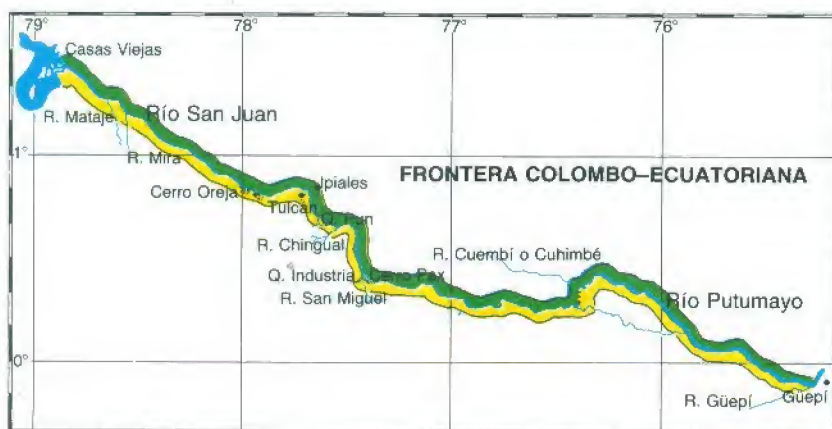 79° 78° 77° 76°
Casas Viejas
R. Mataje
Río San Juan
R. Mira
1°
FRONTERA COLOMBO–ECUATORIANA
Ipiales
Cerro Oreja
Tulcán
Q. Pun
R. Chingual
R. Cuembí o Cuhimbé
Q. Industria
Cerro Pax
R. San Miguel
Río Putumayo
0°
R. Güepí
Güepí